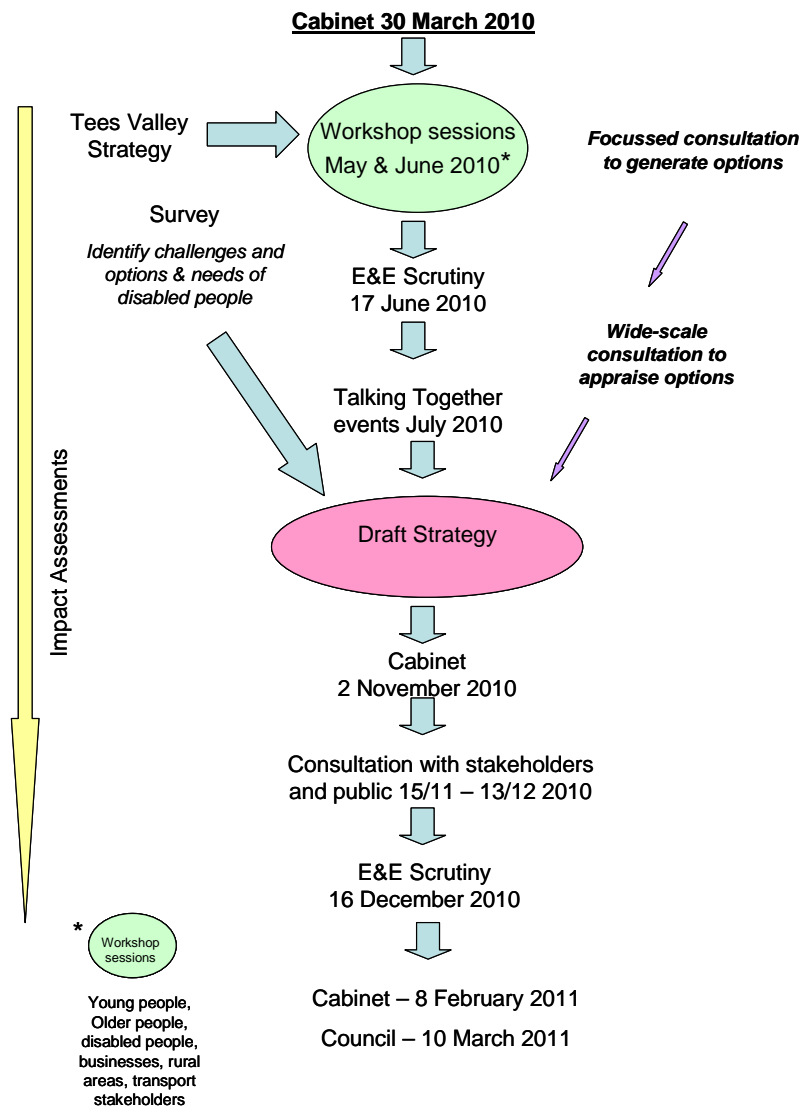 Cabinet 30 March 2010
Tees Valley
Strategy
Workshop sessions
May & June 2010*
Focussed consultation
to generate options
Survey
Identify challenges and
options & needs of
disabled people
E&E Scrutiny
17 June 2010
Wide-scale
consultation to
appraise options
Talking Together
events July 2010
Impact Assessments
Draft Strategy
Cabinet
2 November 2010
Consultation with stakeholders
and public 15/11 – 13/12 2010
E&E Scrutiny
16 December 2010
*
Workshop
sessions
Young people,
Older people,
disabled people,
businesses, rural
areas, transport
stakeholders
Cabinet – 8 February 2011
Council – 10 March 2011